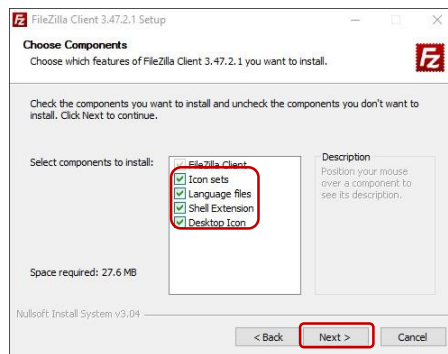 FileZilla Client 3.47.2.1 Setup
Choose Components
Choose which features of FileZilla Client 3.47.2.1 you want to install.
Fz
Check the components you want to install and uncheck the components you don't want to
install. Click Next to continue.
Select components to install:
FileZilla Client
Icon sets
Language files
Shell Extension
Desktop Icon
Description
Position your mouse
over a component to
see its description.
Space required: 27.6 MB
Nullsoft Install System v3.04
< Back
Next >
Cancel